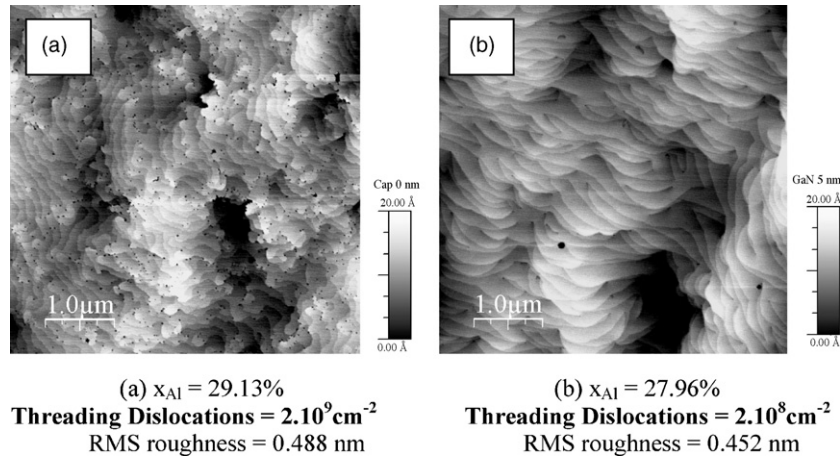 (a)
Cap 0 nm
20.00 Å
0.00 Å
1.0μm
(b)
GaN 5 nm
20.00 Å
0.00 Å
1.0μm
(a) xAl = 29.13%
Threading Dislocations = 2.10⁹cm⁻²
RMS roughness = 0.488 nm
(b) xAl = 27.96%
Threading Dislocations = 2.10⁸cm⁻²
RMS roughness = 0.452 nm